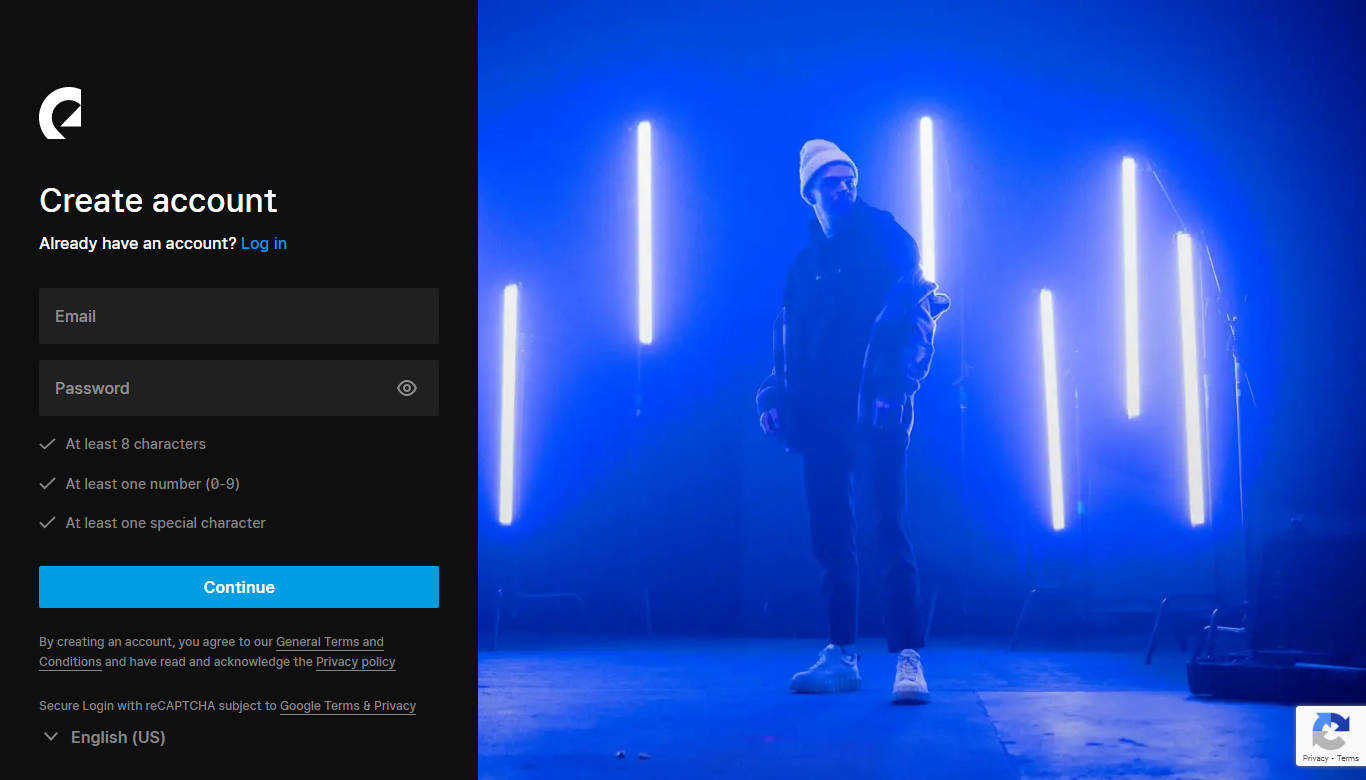 Create account
Already have an account? Log in
Email
Password
At least 8 characters
At least one number (0-9)
At least one special character
Continue
By creating an account, you agree to our General Terms and
Conditions and have read and acknowledge the Privacy policy
Secure Login with reCAPTCHA subject to Google Terms & Privacy
English (US)
Privacy - Terms